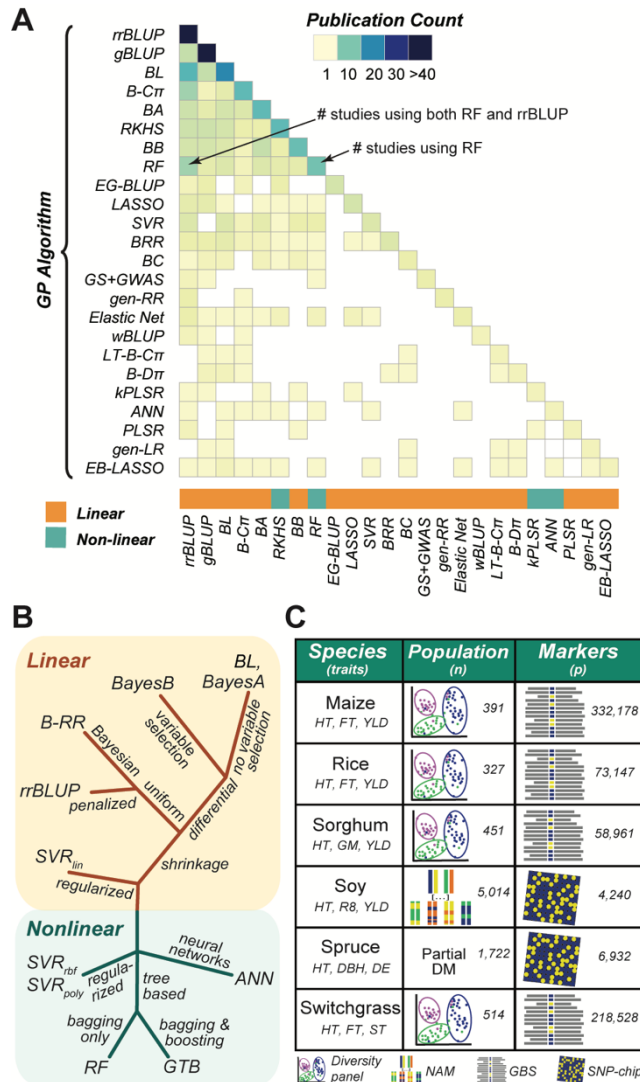 A
Publication Count
1 10 20 30 >40
GP Algorithm
rrBLUP
gBLUP
BL
B-Cπ
BA
RKHS
BB
RF
EG-BLUP
LASSO
SVR
BRR
BC
GS+GWAS
gen-RR
Elastic Net
wBLUP
LT-B-Cπ
B-Dπ
kPLSR
ANN
PLSR
gen-LR
EB-LASSO
# studies using both RF and rrBLUP
# studies using RF
Linear
Non-linear
rrBLUP
gBLUP
BL
B-Cπ
BA
RKHS
BB
RF
EG-BLUP
LASSO
SVR
BRR
BC
GS+GWAS
gen-RR
Elastic Net
wBLUP
LT-B-Cπ
B-Dπ
kPLSR
ANN
PLSR
gen-LR
EB-LASSO
B
Linear
BL,
BayesA
BayesB
B-RR
rrBLUP
SVRlin
variable
selection
no variable
selection
Bayesian
uniform
differential
penalized
shrinkage
regularized
Nonlinear
neural
networks
SVRrbf
SVRpoly
regula-
rized
tree
based
ANN
bagging
only
bagging &
boosting
RF
GTB
C
Species Population Markers
(traits) (n) (p)
Maize 391 332,178
HT, FT, YLD
Rice 327 73,147
HT, FT, YLD
Sorghum 451 58,961
HT, GM, YLD
Soy 5,014 4,240
HT, R8, YLD
(...)
Spruce Partial 1,722 6,932
HT, DBH, DE DM
Switchgrass 514 218,528
HT, FT, ST
Diversity
panel
NAM
GBS
SNP-chip